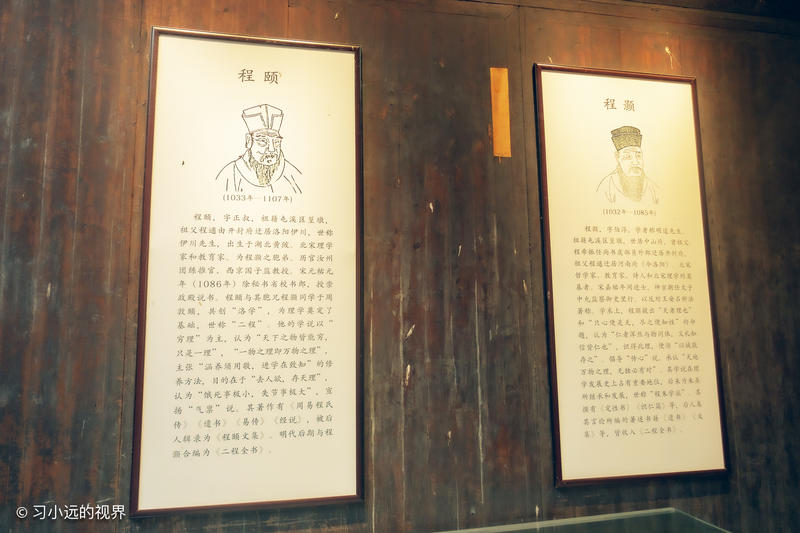 程颐
(1033年—1107年)
程颐，字正叔，祖籍屯溪区呈墩，
祖父程遹由开封府迁居洛阳伊川，世称
伊川先生，出生于湖北黄陂。北宋理学
家和教育家。为程颢之胞弟。历官汝州
团练推官、西京国子监教授。宋元祐元
年（1086年）除秘书省校书郎，授崇
政殿说书。程颐与其胞兄程颢同学于周
敦颐，共创“洛学”，为理学奠定了
基础，世称“二程”。他的学说以“
穷理”为主，认为“天下之物皆能穷，
只是一理”，“一物之理即万物之理”，
主张“涵养须用敬，进学在致知”的修
养方法，目的在于“去人欲，存天理”，
认为“饿死事极小，失节事极大”，宣
扬“气禀”说。其著作有《周易程氏
传》《遗书》《易传》《经说》，被后
人辑录为《程颐文集》。明代后期与程
颢合编为《二程全书》。
程颢
(1032年—1085年)
程颢，字伯淳，学者称明道先生。
祖籍屯溪区呈墩，世居中山府，曾祖父
程希振任尚书虞部员外郎迁居开封府，
祖父程遹迁居河南府（今洛阳）。北宋
哲学家、教育家、诗人和北宋理学的奠
基者。宋嘉祐年间进士，神宗朝任太子
中允监察御史里行。以反对王安石新法
著称。学术上，程颢提出“天者理也”
和“只心便是天，尽之便知性”的命
题，认为“仁者浑然与物同体，义礼知
信皆仁也”，识得此理，便须“以诚敬
存之”。倡导“传心”说。承认“天地
万物之理，无独必有对”。其学说在理
学发展史上占有重要地位，后来为朱熹
所继承和发展，世称“程朱学派”。其
撰有《定性书》《识仁篇》等，后人集
其言论所编的著述书籍《遗书》《文
集》等，皆收入《二程全书》。
© 习小远的视界